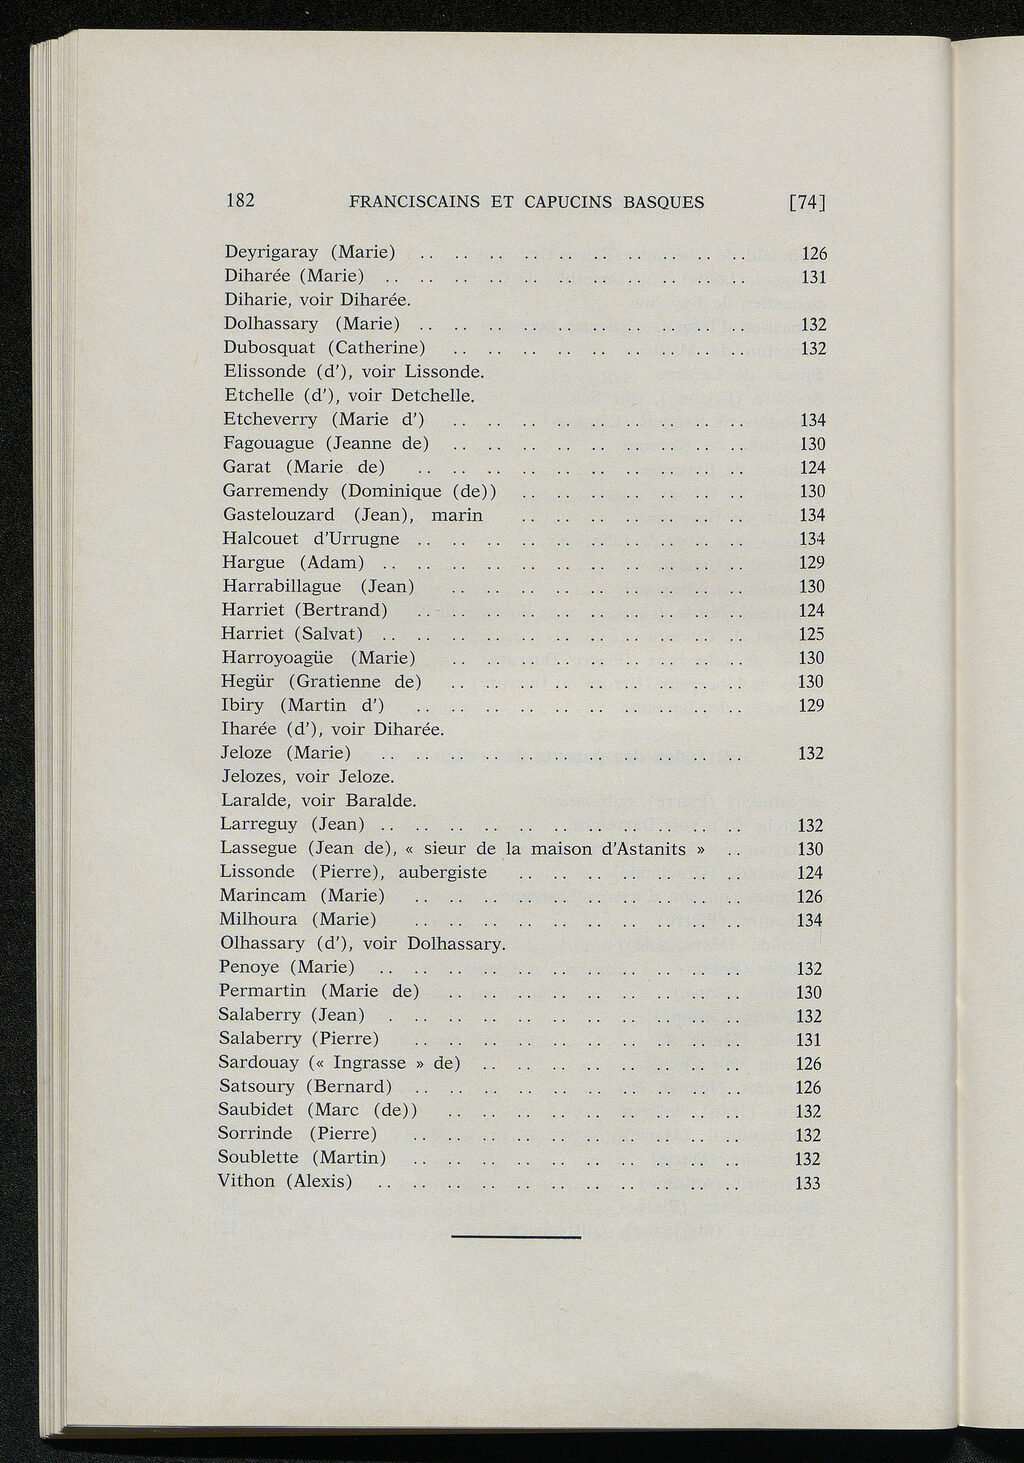 182 FRANCISCAINS ET CAPUCINS BASQUES [74]
Deyrigaray (Marie) .. .. .. .. .. .. .. .. .. .. 126
Diharée (Marie) .. .. .. .. .. .. .. .. .. .. .. 131
Diharie, voir Diharée.
Dolhassary (Marie) .. .. .. .. .. .. .. .. .. .. 132
Dubosquat (Catherine) .. .. .. .. .. .. .. .. .. 132
Elissonde (d'), voir Lissonde.
Etchelle (d'), voir Detchelle.
Etcheverry (Marie d') .. .. .. .. .. .. .. .. .. 134
Fagouague (Jeanne de) .. .. .. .. .. .. .. .. .. 130
Garat (Marie de) .. .. .. .. .. .. .. .. .. .. 124
Garremendy (Dominique (de)) .. .. .. .. .. .. .. 130
Gastelouzard (Jean), marin .. .. .. .. .. .. .. 134
Halcouet d'Urrugne .. .. .. .. .. .. .. .. .. .. 134
Hargue (Adam) .. .. .. .. .. .. .. .. .. .. .. 129
Harrabillague (Jean) .. .. .. .. .. .. .. .. .. 130
Harriet (Bertrand) .. .. .. .. .. .. .. .. .. .. 124
Harriet (Salvat) .. .. .. .. .. .. .. .. .. .. .. 125
Harroyoagüe (Marie) .. .. .. .. .. .. .. .. .. 130
Hegür (Gratienne de) .. .. .. .. .. .. .. .. .. 130
Ibiry (Martin d') .. .. .. .. .. .. .. .. .. .. 129
Iharée (d'), voir Diharée.
Jeloze (Marie) .. .. .. .. .. .. .. .. .. .. .. 132
Jelozes, voir Jeloze.
Laralde, voir Baralde.
Larreguy (Jean) .. .. .. .. .. .. .. .. .. .. .. 132
Lassegue (Jean de), « sieur de la maison d'Astanits » .. 130
Lissonde (Pierre), aubergiste .. .. .. .. .. .. .. 124
Marincam (Marie) .. .. .. .. .. .. .. .. .. .. 126
Milhoura (Marie) .. .. .. .. .. .. .. .. .. .. 134
Olhassary (d'), voir Dolhassary.
Penoye (Marie) .. .. .. .. .. .. .. .. .. .. .. 132
Permartin (Marie de) .. .. .. .. .. .. .. .. .. 130
Salaberry (Jean) . .. .. .. .. .. .. .. .. .. .. 132
Salaberry (Pierre) .. .. .. .. .. .. .. .. .. .. 131
Sardouay (« Ingrasse » de) .. .. .. .. .. .. .. .. 126
Satsoury (Bernard) .. .. .. .. .. .. .. .. .. .. 126
Saubidet (Marc (de)) .. .. .. .. .. .. .. .. .. 132
Sorrinde (Pierre) .. .. .. .. .. .. .. .. .. .. 132
Soublette (Martin) .. .. .. .. .. .. .. .. .. .. 132
Vithon (Alexis) .. .. .. .. .. .. .. .. .. .. .. 133